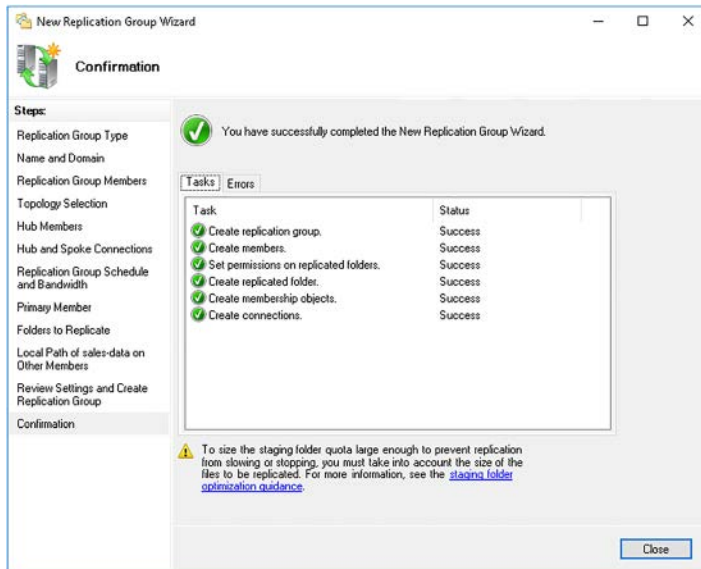 New Replication Group Wizard
Confirmation
Steps:
Replication Group Type
Name and Domain
Replication Group Members
Topology Selection
Hub Members
Hub and Spoke Connections
Replication Group Schedule
and Bandwidth
Primary Member
Folders to Replicate
Local Path of sales-data on
Other Members
Review Settings and Create
Replication Group
Confirmation
You have successfully completed the New Replication Group Wizard.
Tasks Errors
Task Status
Create replication group. Success
Create members. Success
Set permissions on replicated folders. Success
Create replicated folder. Success
Create membership objects. Success
Create connections. Success
To size the staging folder quota large enough to prevent replication
from slowing or stopping, you must take into account the size of the
files to be replicated. For more information, see the staging folder
optimization guidance.
Close